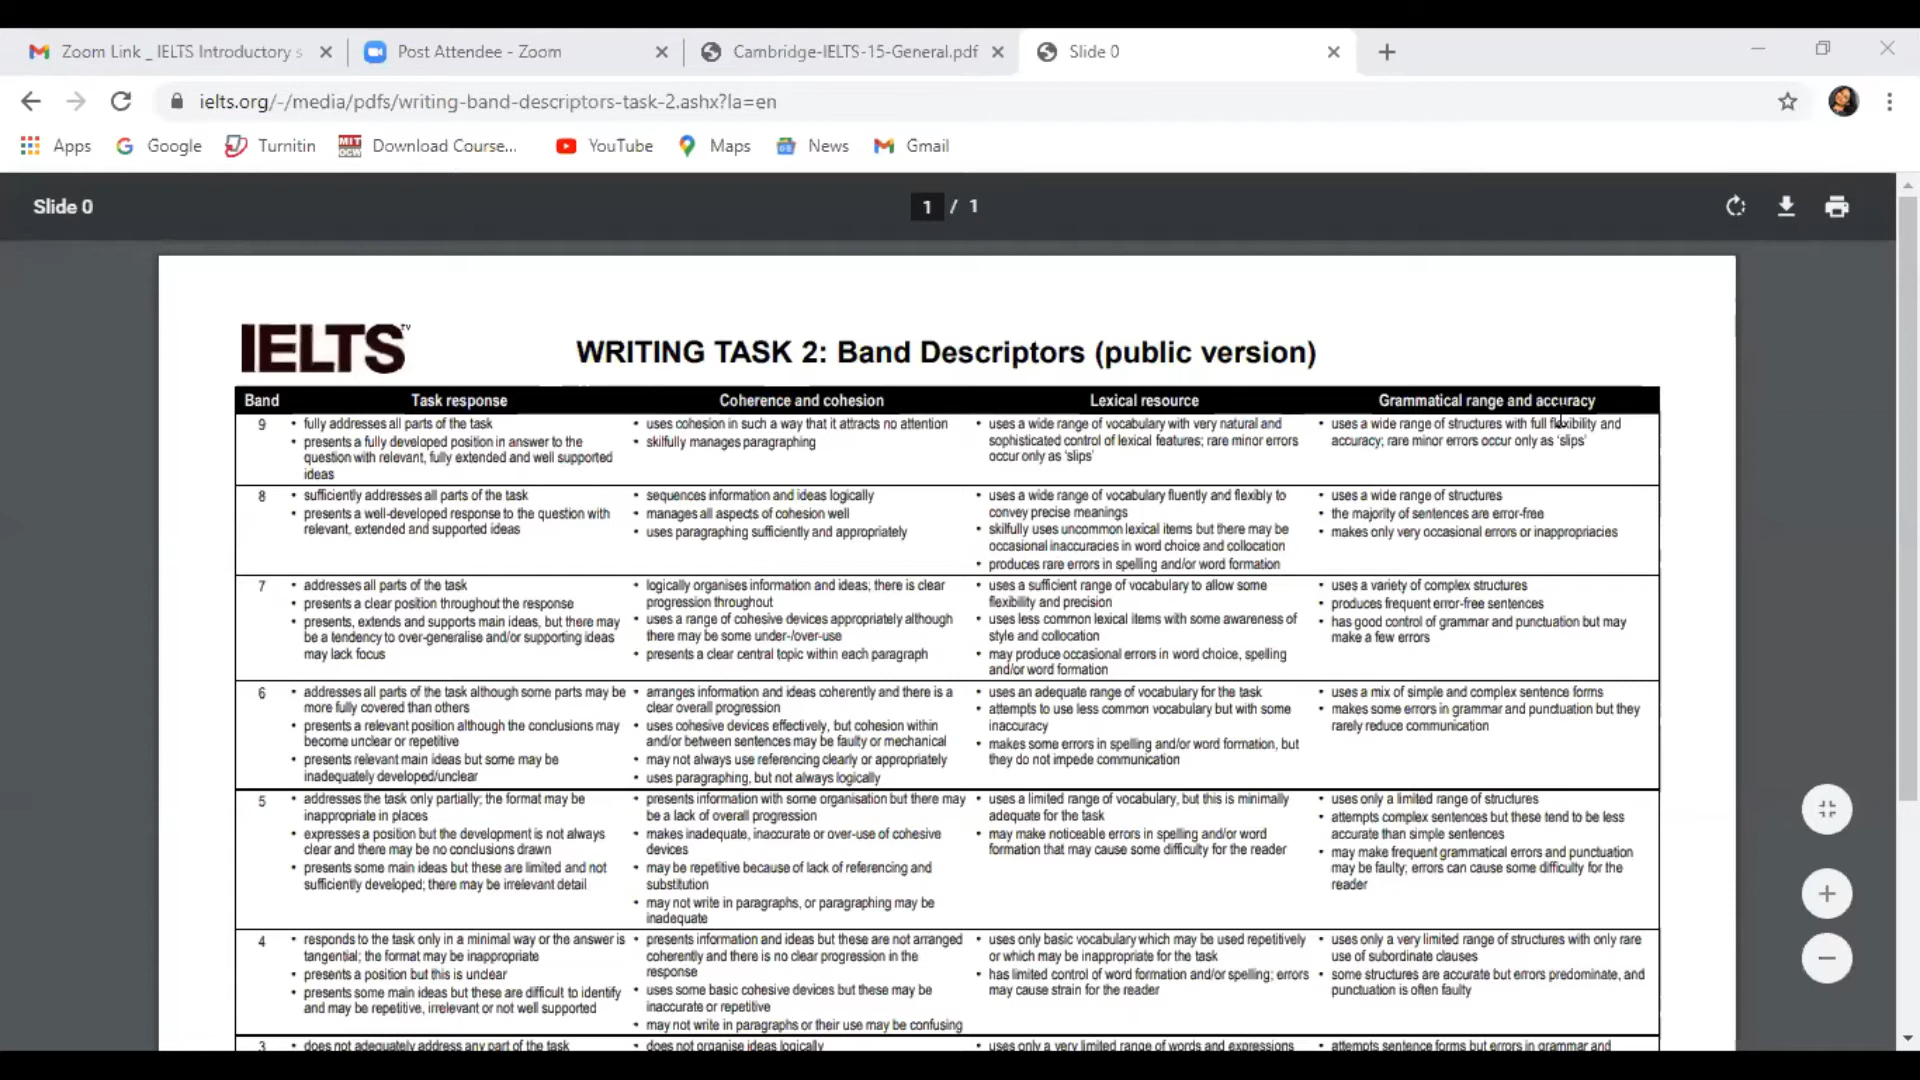 Zoom Link _ IELTS Introductory s
Post Attendee - Zoom
Cambridge-IELTS-15-General.pdf
Slide 0
ielts.org/-/media/pdfs/writing-band-descriptors-task-2.ashx?la=en
Apps
Google
Turnitin
MIT OCW
Download Course...
YouTube
Maps
News
Gmail
Slide 0
1 / 1
IELTS
WRITING TASK 2: Band Descriptors (public version)
Band
Task response
Coherence and cohesion
Lexical resource
Grammatical range and accuracy
9
• fully addresses all parts of the task
• presents a fully developed position in answer to the
question with relevant, fully extended and well supported
ideas
• uses cohesion in such a way that it attracts no attention
• skilfully manages paragraphing
• uses a wide range of vocabulary with very natural and
sophisticated control of lexical features; rare minor errors
occur only as 'slips'
• uses a wide range of structures with full flexibility and
accuracy; rare minor errors occur only as 'slips'
8
• sufficiently addresses all parts of the task
• presents a well-developed response to the question with
relevant, extended and supported ideas
• sequences information and ideas logically
• manages all aspects of cohesion well
• uses paragraphing sufficiently and appropriately
• uses a wide range of vocabulary fluently and flexibly to
convey precise meanings
• skilfully uses uncommon lexical items but there may be
occasional inaccuracies in word choice and collocation
• produces rare errors in spelling and/or word formation
• uses a wide range of structures
• the majority of sentences are error-free
• makes only very occasional errors or inappropriacies
7
• addresses all parts of the task
• presents a clear position throughout the response
• presents, extends and supports main ideas, but there may
be a tendency to over-generalise and/or supporting ideas
may lack focus
• logically organises information and ideas; there is clear
progression throughout
• uses a range of cohesive devices appropriately although
there may be some under-/over-use
• presents a clear central topic within each paragraph
• uses a sufficient range of vocabulary to allow some
flexibility and precision
• uses less common lexical items with some awareness of
style and collocation
• may produce occasional errors in word choice, spelling
and/or word formation
• uses a variety of complex structures
• produces frequent error-free sentences
• has good control of grammar and punctuation but may
make a few errors
6
• addresses all parts of the task although some parts may be
more fully covered than others
• presents a relevant position although the conclusions may
become unclear or repetitive
• presents relevant main ideas but some may be
inadequately developed/unclear
• arranges information and ideas coherently and there is a
clear overall progression
• uses cohesive devices effectively, but cohesion within
and/or between sentences may be faulty or mechanical
• may not always use referencing clearly or appropriately
• uses paragraphing, but not always logically
• uses an adequate range of vocabulary for the task
• attempts to use less common vocabulary but with some
inaccuracy
• makes some errors in spelling and/or word formation, but
they do not impede communication
• uses a mix of simple and complex sentence forms
• makes some errors in grammar and punctuation but they
rarely reduce communication
5
• addresses the task only partially; the format may be
inappropriate in places
• expresses a position but the development is not always
clear and there may be no conclusions drawn
• presents some main ideas but these are limited and not
sufficiently developed; there may be irrelevant detail
• presents information with some organisation but there may
be a lack of overall progression
• makes inadequate, inaccurate or over-use of cohesive
devices
• may be repetitive because of lack of referencing and
substitution
• may not write in paragraphs, or paragraphing may be
inadequate
• uses a limited range of vocabulary, but this is minimally
adequate for the task
• may make noticeable errors in spelling and/or word
formation that may cause some difficulty for the reader
• uses only a limited range of structures
• attempts complex sentences but these tend to be less
accurate than simple sentences
• may make frequent grammatical errors and punctuation
may be faulty; errors can cause some difficulty for the
reader
4
• responds to the task only in a minimal way or the answer is
tangential; the format may be inappropriate
• presents a position but this is unclear
• presents some main ideas but these are difficult to identify
and may be repetitive, irrelevant or not well supported
• presents information and ideas but these are not arranged
coherently and there is no clear progression in the
response
• uses some basic cohesive devices but these may be
inaccurate or repetitive
• may not write in paragraphs or their use may be confusing
• uses only basic vocabulary which may be used repetitively
or which may be inappropriate for the task
• has limited control of word formation and/or spelling; errors
may cause strain for the reader
• uses only a very limited range of structures with only rare
use of subordinate clauses
• some structures are accurate but errors predominate, and
punctuation is often faulty
3
• does not adequately address any part of the task
• does not organise ideas logically
• uses only a very limited range of words and expressions
• attempts sentence forms but errors in grammar and